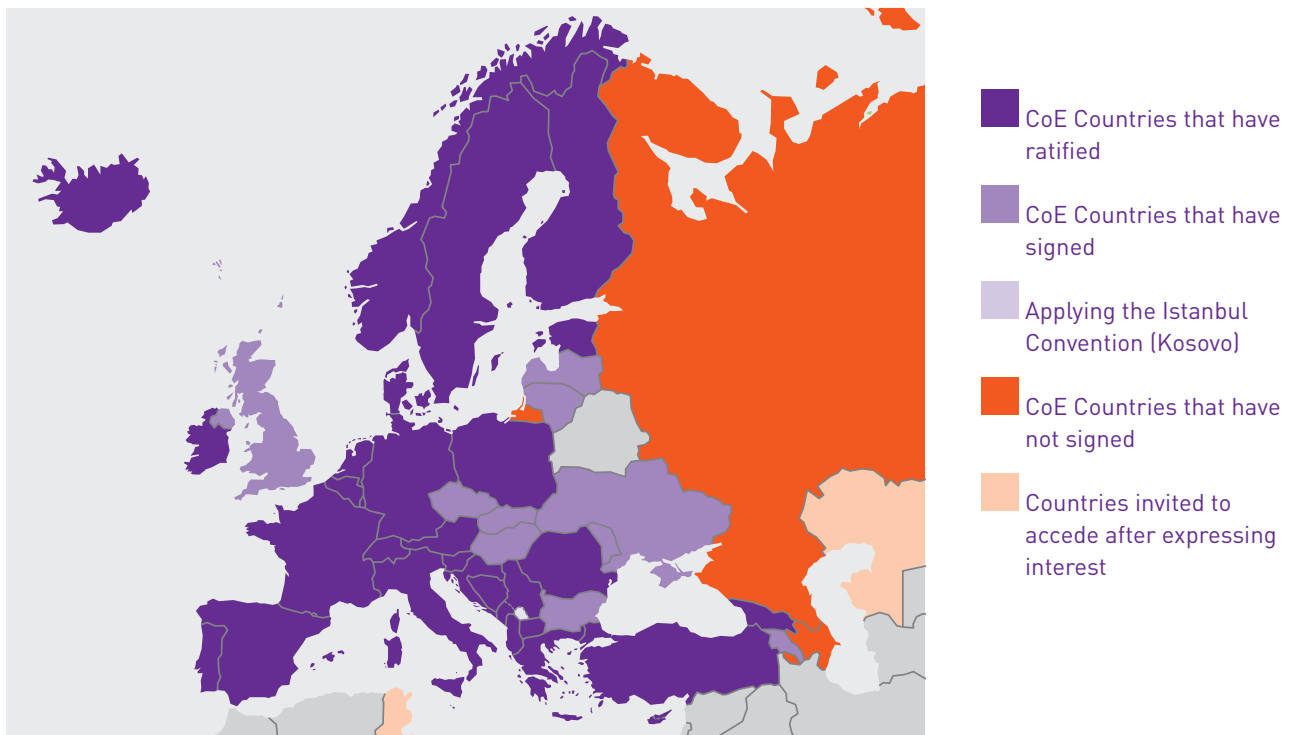 CoE Countries that have
ratified
CoE Countries that have
signed
Applying the Istanbul
Convention (Kosovo)
CoE Countries that have
not signed
Countries invited to
accede after expressing
interest